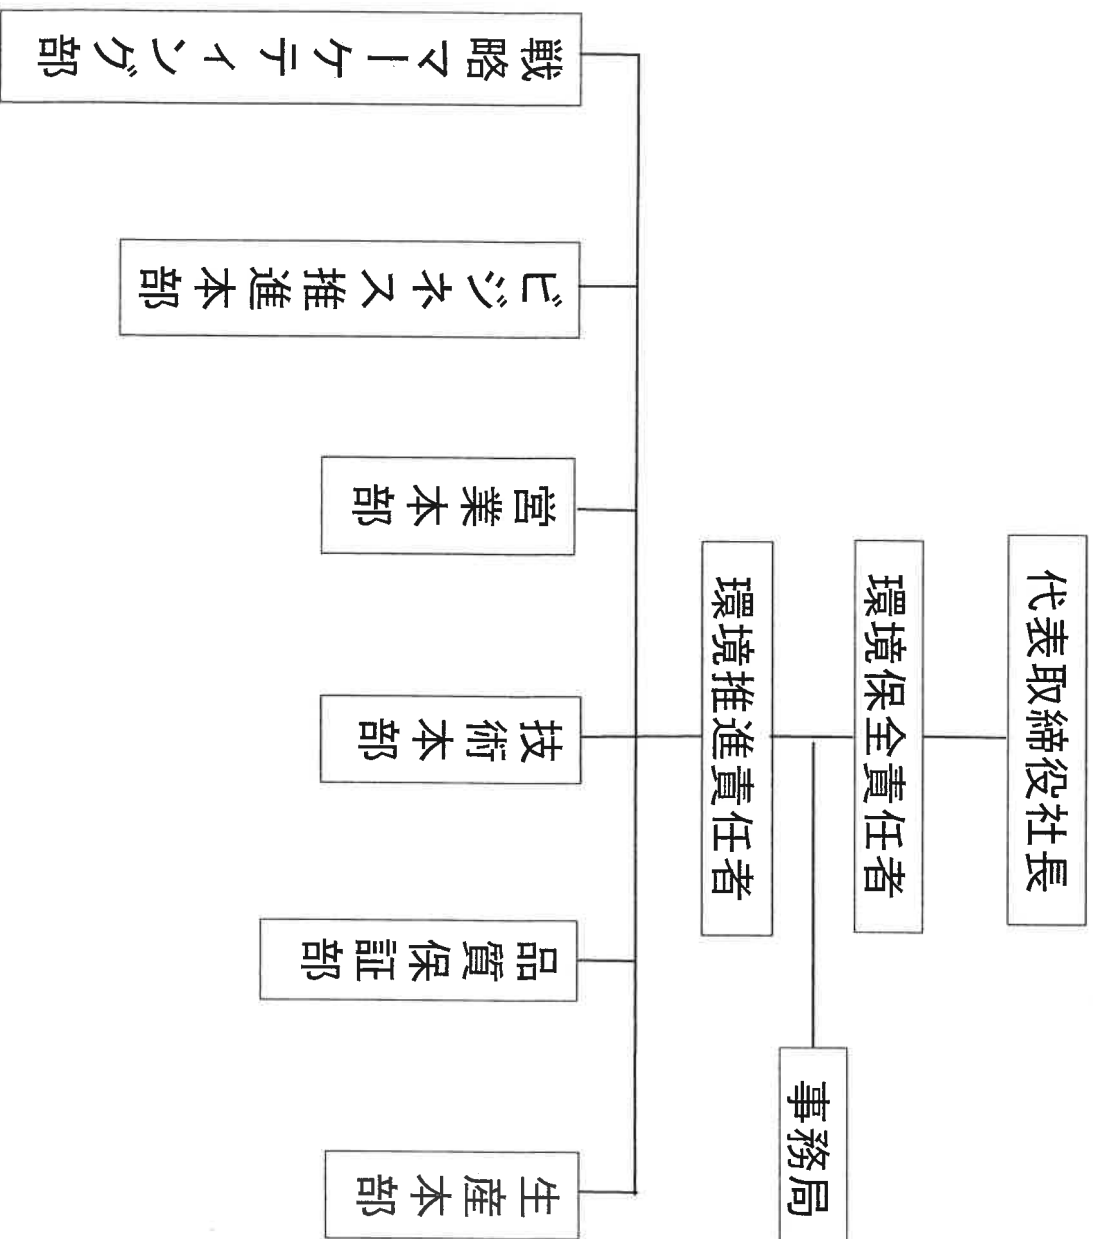 代表取締役社長
環境保全責任者
事務局
環境推進責任者
戦略マーケティング部
ビジネス推進本部
営業本部
技術本部
品質保証部
生産本部